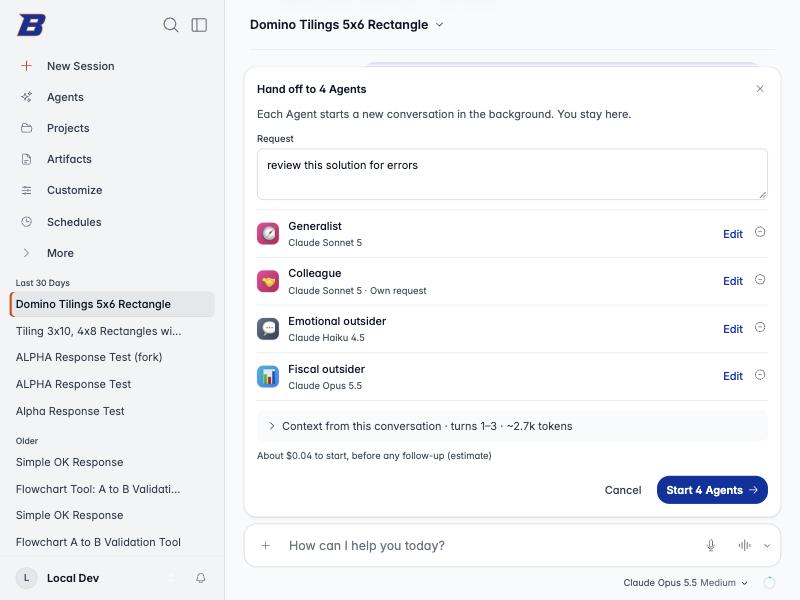 B
Domino Tilings 5x6 Rectangle
New Session
Agents
Projects
Artifacts
Customize
Schedules
More
Last 30 Days
Domino Tilings 5x6 Rectangle
Tiling 3x10, 4x8 Rectangles wi...
ALPHA Response Test (fork)
ALPHA Response Test
Alpha Response Test
Older
Simple OK Response
Flowchart Tool: A to B Validati...
Simple OK Response
Flowchart A to B Validation Tool
L Local Dev
Hand off to 4 Agents
Each Agent starts a new conversation in the background. You stay here.
Request
review this solution for errors
Generalist
Claude Sonnet 5
Edit
Colleague
Claude Sonnet 5 · Own request
Edit
Emotional outsider
Claude Haiku 4.5
Edit
Fiscal outsider
Claude Opus 5.5
Edit
Context from this conversation · turns 1–3 · ~2.7k tokens
About $0.04 to start, before any follow-up (estimate)
Cancel
Start 4 Agents →
How can I help you today?
Claude Opus 5.5 Medium